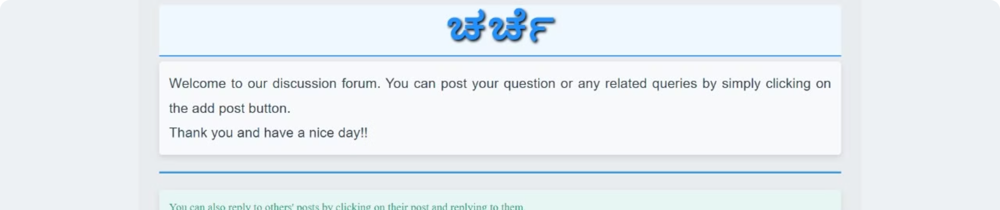 ಚರ್ಚೆ
Welcome to our discussion forum. You can post your question or any related queries by simply clicking on
the add post button.
Thank you and have a nice day!!
You can also reply to others' posts by clicking on their post and replying to them.